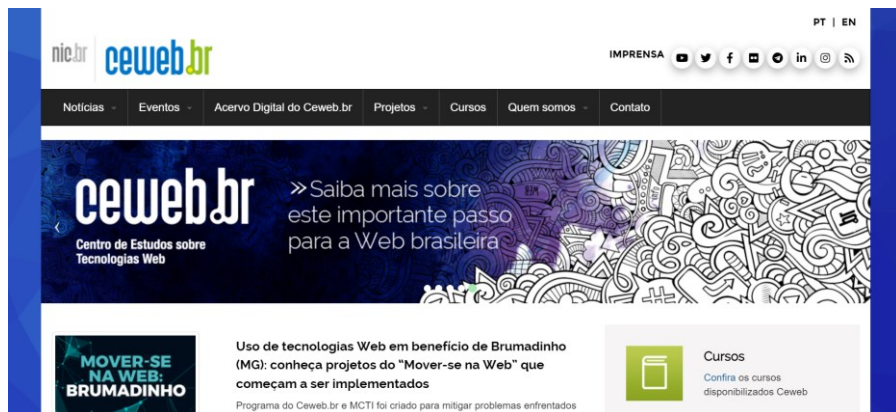 PT | EN
nic.br ceweb.br
IMPRENSA
Notícias Eventos Acervo Digital do Ceweb.br Projetos Cursos Quem somos Contato
ceweb.br
Centro de Estudos sobre
Tecnologias Web
»Saiba mais sobre
este importante passo
para a Web brasileira
MOVER-SE
NA WEB:
BRUMADINHO
Uso de tecnologias Web em benefício de Brumadinho
(MG): conheça projetos do “Mover-se na Web” que
começam a ser implementados
Programa do Ceweb.br e MCTI foi criado para mitigar problemas enfrentados
Cursos
Confira os cursos
disponibilizados Ceweb